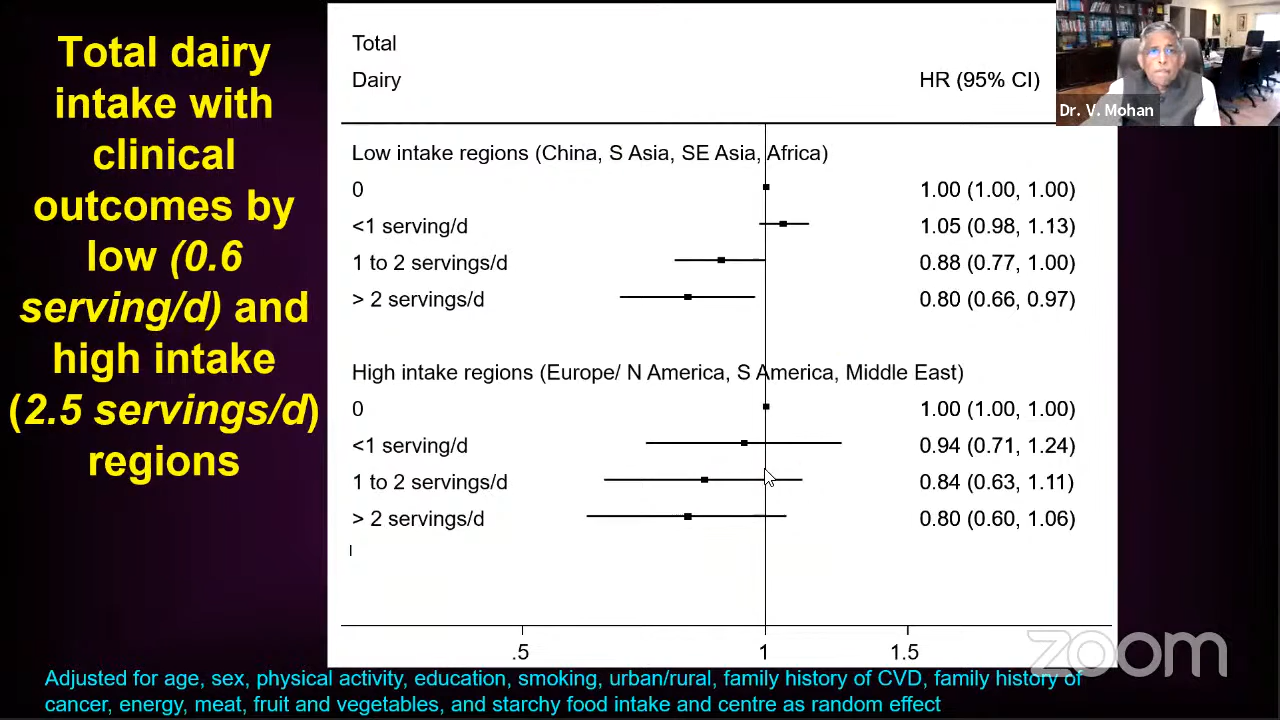 Total dairy
intake with
clinical
outcomes by
low (0.6
serving/d) and
high intake
(2.5 servings/d)
regions
Total
Dairy
HR (95% CI)
Dr. V. Mohan
Low intake regions (China, S Asia, SE Asia, Africa)
0 1.00 (1.00, 1.00)
<1 serving/d 1.05 (0.98, 1.13)
1 to 2 servings/d 0.88 (0.77, 1.00)
> 2 servings/d 0.80 (0.66, 0.97)
High intake regions (Europe/ N America, S America, Middle East)
0 1.00 (1.00, 1.00)
<1 serving/d 0.94 (0.71, 1.24)
1 to 2 servings/d 0.84 (0.63, 1.11)
> 2 servings/d 0.80 (0.60, 1.06)
.5 1 1.5
zoom
Adjusted for age, sex, physical activity, education, smoking, urban/rural, family history of CVD, family history of
cancer, energy, meat, fruit and vegetables, and starchy food intake and centre as random effect